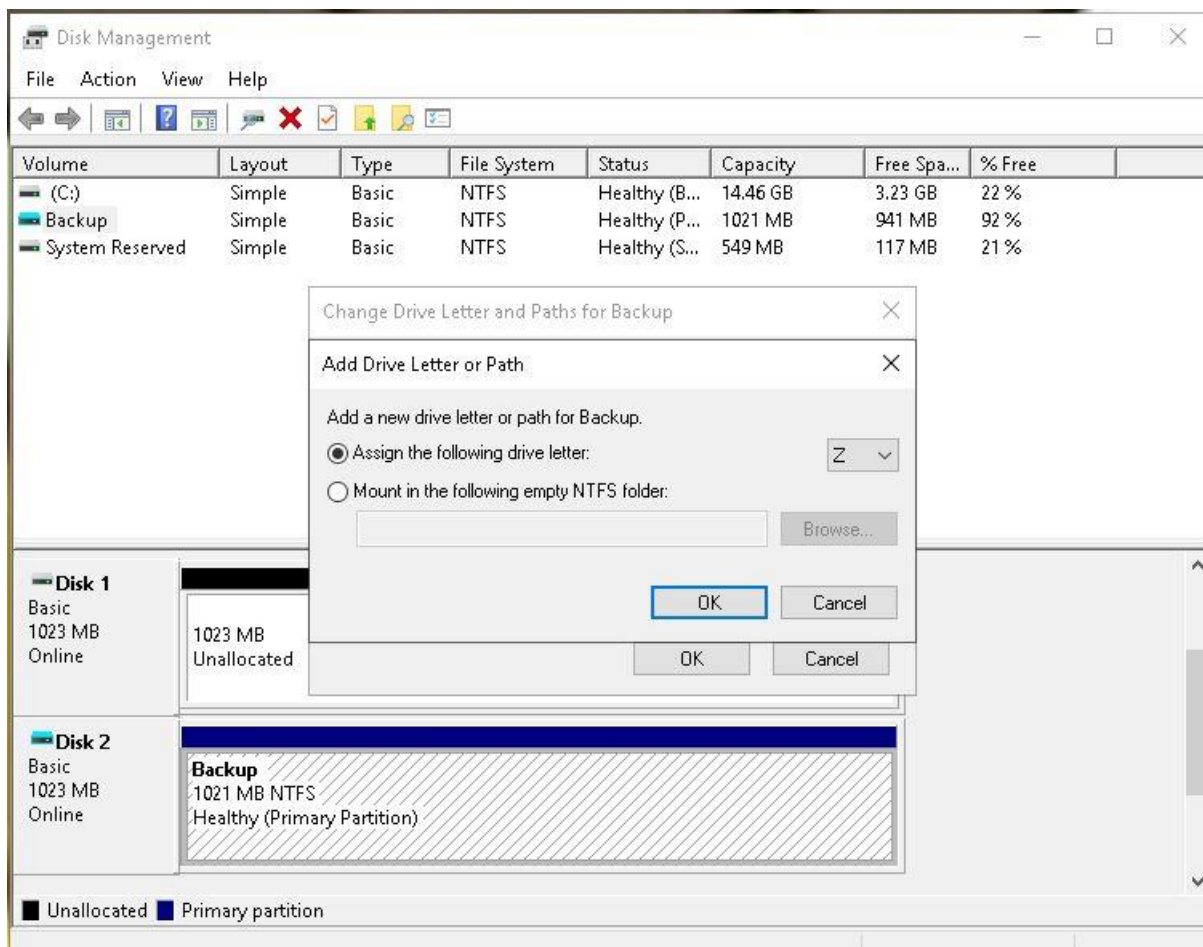 Disk Management
File Action View Help
Volume Layout Type File System Status Capacity Free Spa... % Free
(C:) Simple Basic NTFS Healthy (B... 14.46 GB 3.23 GB 22 %
Backup Simple Basic NTFS Healthy (P... 1021 MB 941 MB 92 %
System Reserved Simple Basic NTFS Healthy (S... 549 MB 117 MB 21 %
Change Drive Letter and Paths for Backup
Add Drive Letter or Path
Add a new drive letter or path for Backup.
Assign the following drive letter: Z
Mount in the following empty NTFS folder:
Browse...
OK Cancel
OK Cancel
Disk 1
Basic
1023 MB
Online
1023 MB
Unallocated
Disk 2
Basic
1023 MB
Online
Backup
1021 MB NTFS
Healthy (Primary Partition)
Unallocated Primary partition